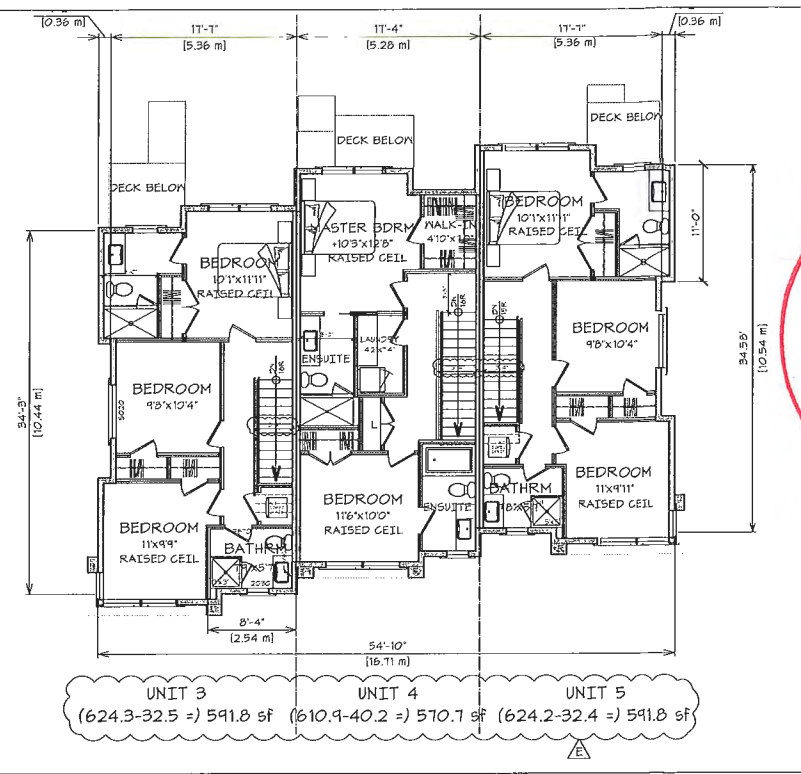 [0.36 m]
17'-7"
[5.36 m]
17'-4"
[5.28 m]
17'-7"
[5.36 m]
[0.36 m]
DECK BELOW
DECK BELOW
DECK BELOW
BEDROOM
10'1"x11'11"
RAISED CEIL
ASTER BDRM
RAISED CEIL
WALK-IN
BEDROOM
10'1"x11'11"
RAISED CEIL
11'-0"
BEDROOM
9'8"x10'4"
ENSUITE
BEDROOM
9'8"x10'4"
5020
34'-3"
[10.44 m]
34.58'
[10.54 m]
L
BEDROOM
11'x9'9"
RAISED CEIL
BATHRM
2030
BEDROOM
11'6"x10'0"
RAISED CEIL
ENSUITE
BATHRM
BEDROOM
11'x9'11"
RAISED CEIL
8'-4"
[2.54 m]
54'-10"
[16.71 m]
UNIT 3
(624.3-32.5 =) 591.8 sf
UNIT 4
(610.9-40.2 =) 570.7 sf
UNIT 5
(624.2-32.4 =) 591.8 sf
E